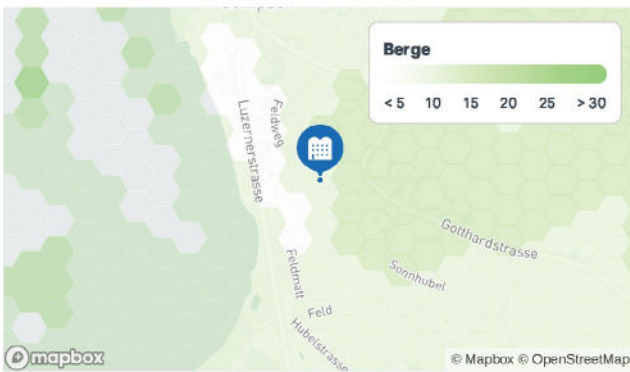 Berge
< 5 10 15 20 25 > 30
Luzernerstrasse
Feldweg
Gotthardstrasse
Sonnhubel
Feldmatt
Feld
Hubelstrasse
mapbox
© Mapbox © OpenStreetMap